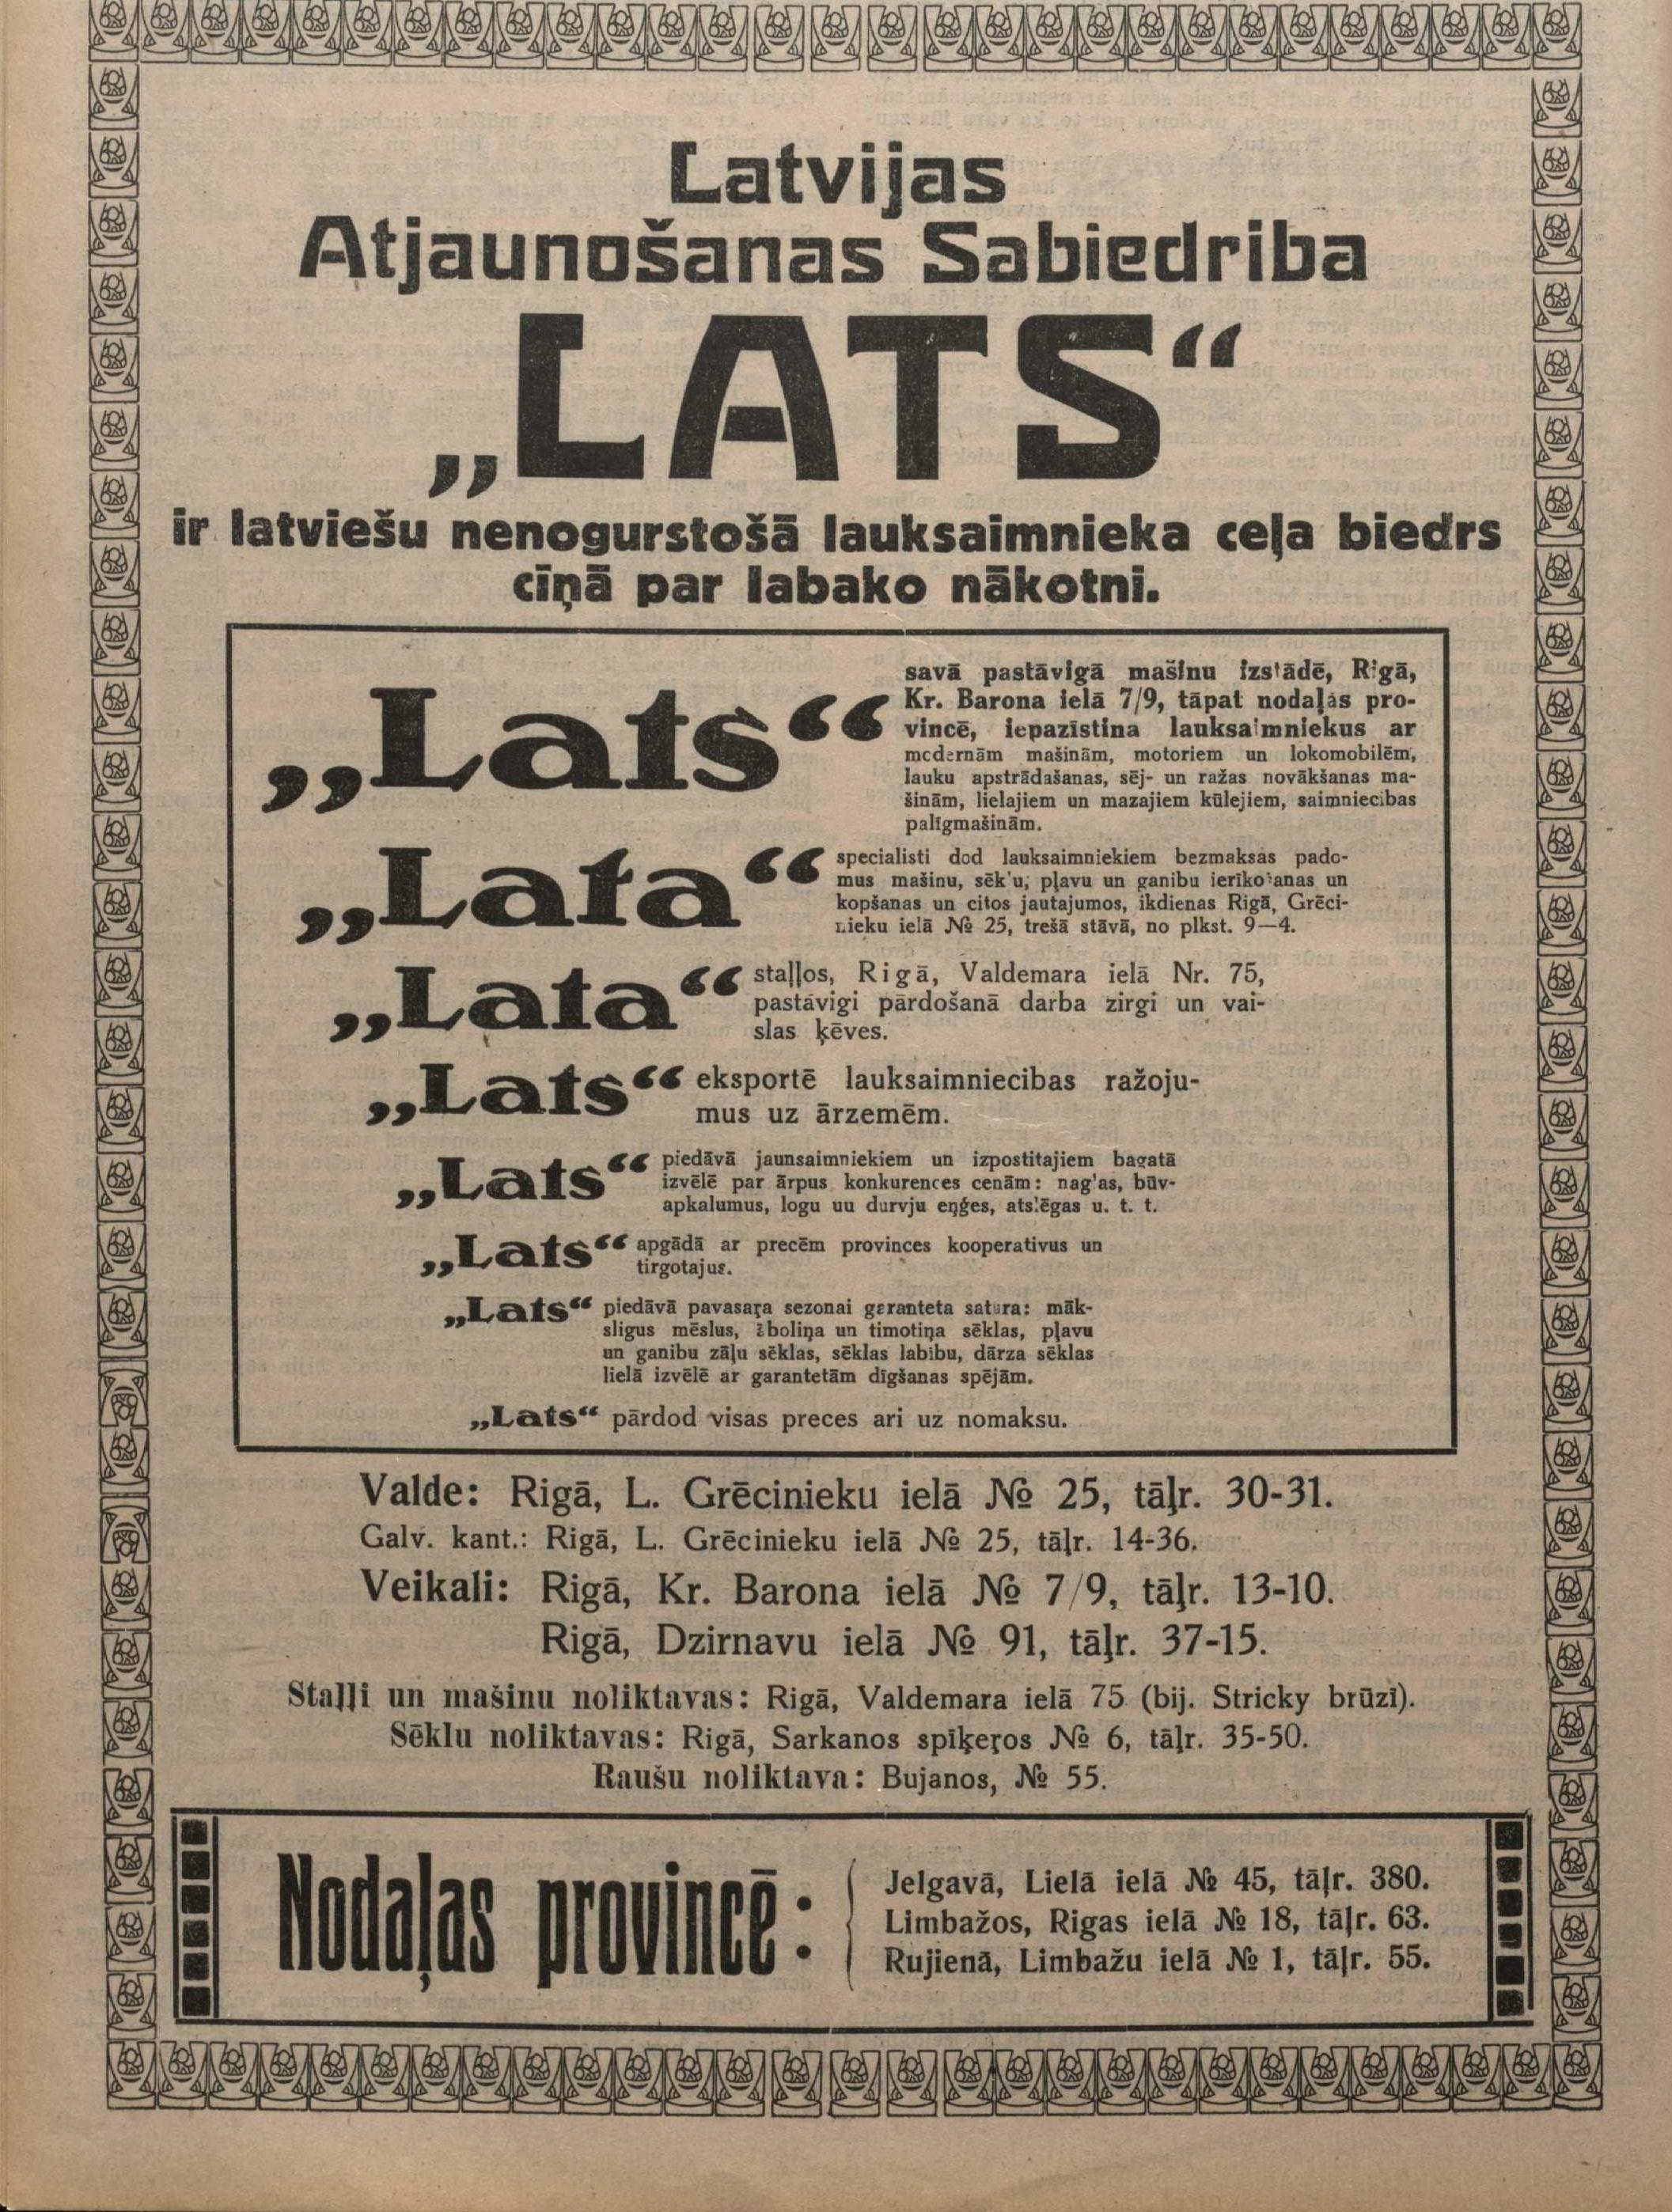 Latvijas
Atjaunošanas Sabiedriba
„LATS“
ir latviešu nenogurstošā lauksaimnieka ceļa biedrs
cīņā par labako nākotni.
„Lats“ savā pastāvigā mašinu izstādē, Rigā,
Kr. Barona ielā 7/9, tāpat nodaļās pro-
vincē, iepazistina lauksaimniekus ar
modernām mašinām, motoriem un lokomobilēm,
lauku apstrādašanas, sēj- un ražas novākšanas ma-
šinām, lielajiem un mazajiem kūlejiem, saimniecibas
paligmašinām.
„Lata“ specialisti dod lauksaimniekiem bezmaksas pado-
mus mašinu, sēk'u, pļavu un ganibu ierikošanas un
kopšanas un citos jautajumos, ikdienas Rigā, Grēci-
nieku ielā № 25, trešā stāvā, no plkst. 9—4.
„Lata“ staļļos, Rigā, Valdemara ielā Nr. 75,
pastāvigi pārdošanā darba zirgi un vai-
slas ķēves.
„Lats“ eksportē lauksaimniecibas ražoju-
mus uz ārzemēm.
„Lats“ piedāvā jaunsaimniekiem un izpostitajiem bagatā
izvēlē par ārpus konkurences cenām: nag'as, būv-
apkalumus, logu uu durvju eņģes, atslēgas u. t. t.
„Lats“ apgādā ar precēm provinces kooperativus un
tirgotajus.
„Lats“ piedāvā pavasaŗa sezonai garanteta satura: māk-
sligus mēslus, āboliņa un timotiņa sēklas, pļavu
un ganibu zāļu sēklas, sēklas labibu, dārza sēklas
lielā izvēlē ar garantetām dīgšanas spējām.
„Lats“ pārdod visas preces ari uz nomaksu.
Valde: Rigā, L. Grēcinieku ielā № 25, tāļr. 30-31.
Galv. kant.: Rigā, L. Grēcinieku ielā № 25, tāļr. 14-36.
Veikali: Rigā, Kr. Barona ielā № 7/9, tāļr. 13-10.
Rigā, Dzirnavu ielā № 91, tāļr. 37-15.
Staļļi un mašinu noliktavas: Rigā, Valdemara ielā 75 (bij. Stricky brūzi).
Sēklu noliktavas: Rigā, Sarkanos spiķeŗos № 6, tāļr. 35-50.
Raušu noliktava: Bujanos, № 55.
Nodaļas provincē:
Jelgavā, Lielā ielā № 45, tāļr. 380.
Limbažos, Rigas ielā № 18, tāļr. 63.
Rujienā, Limbažu ielā № 1, tāļr. 55.